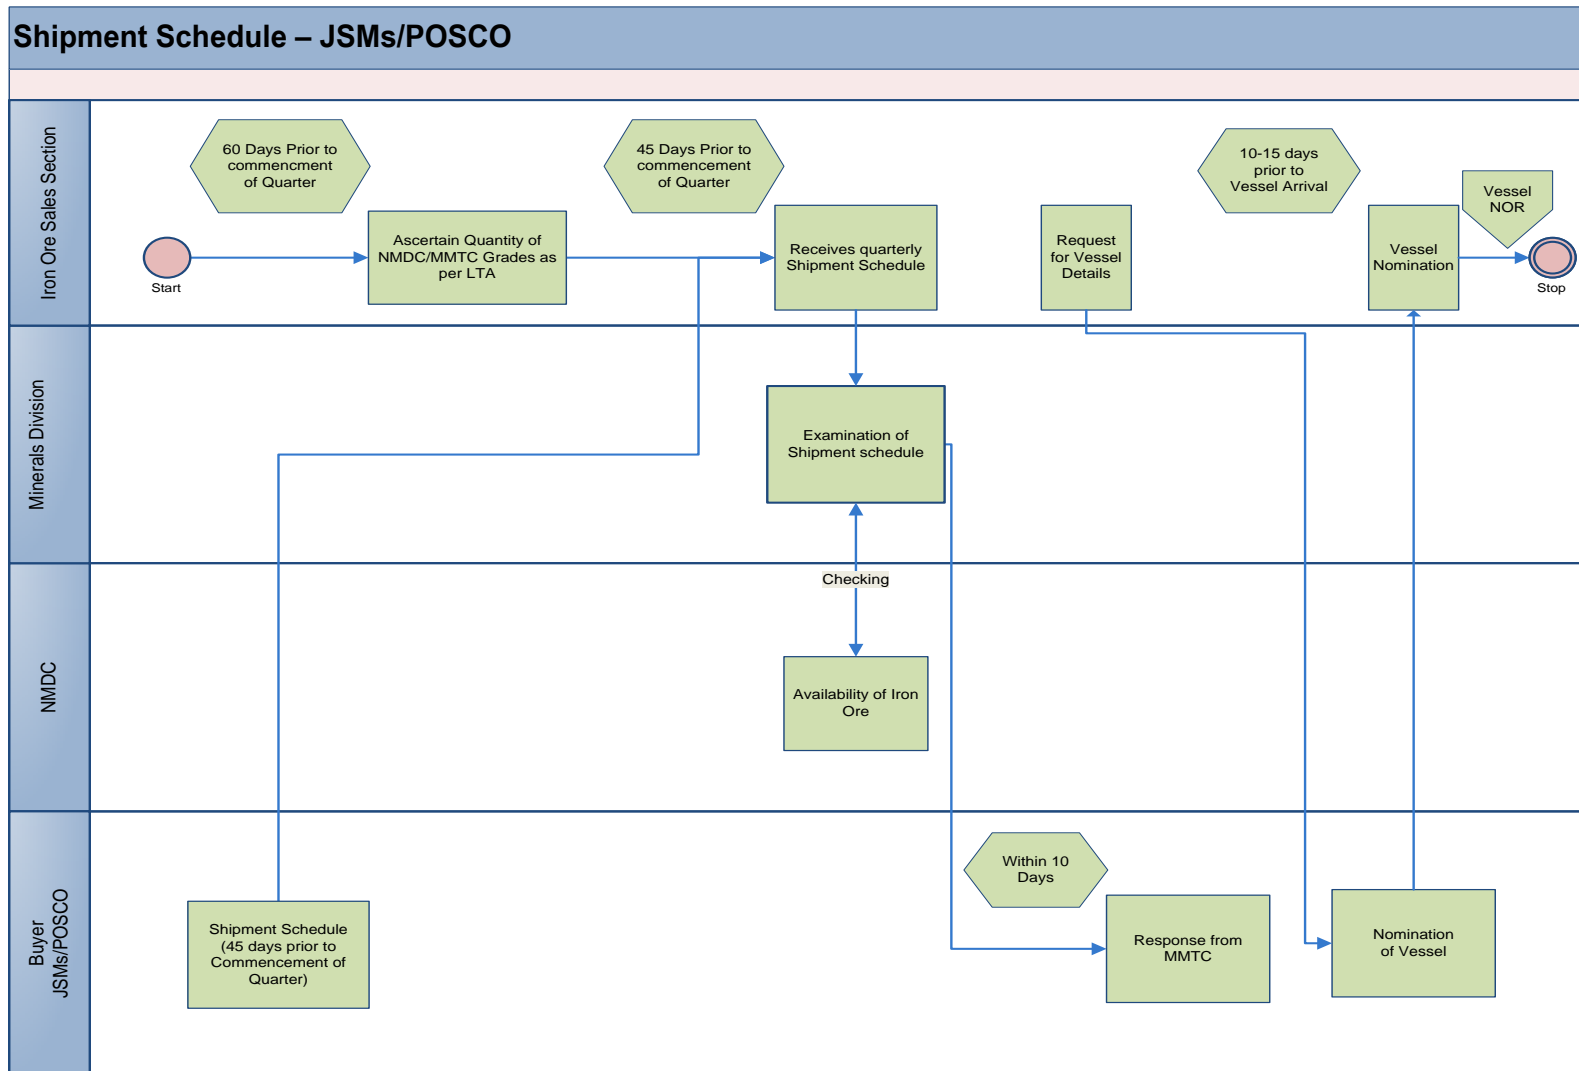 Shipment Schedule – JSMs/POSCO
Iron Ore Sales Section
60 Days Prior to
commencment
of Quarter
45 Days Prior to
commencement
of Quarter
10-15 days
prior to
Vessel Arrival
Vessel
NOR
Start
Ascertain Quantity of
NMDC/MMTC Grades as
per LTA
Receives quarterly
Shipment Schedule
Request
for Vessel
Details
Vessel
Nomination
Stop
Minerals Division
Examination of
Shipment schedule
NMDC
Checking
Availability of Iron
Ore
Buyer
JSMs/POSCO
Shipment Schedule
(45 days prior to
Commencement of
Quarter)
Within 10
Days
Response from
MMTC
Nomination
of Vessel